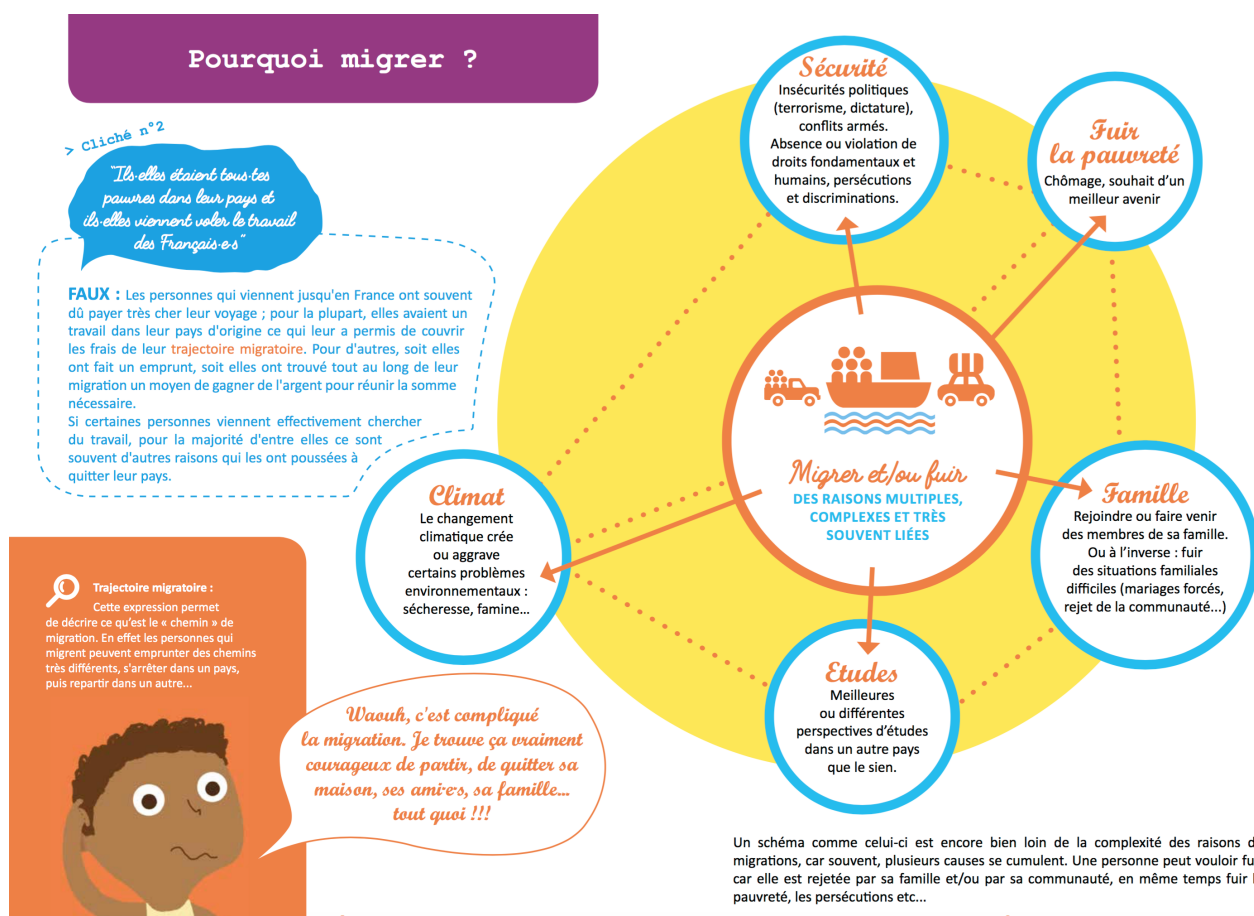 Pourquoi migrer ?
> Cliché n°2
"Ils·elles étaient tous·tes
pauvres dans leur pays et
ils·elles viennent voler le travail
des Français·e·s"
FAUX : Les personnes qui viennent jusqu'en France ont souvent
dû payer très cher leur voyage ; pour la plupart, elles avaient un
travail dans leur pays d'origine ce qui leur a permis de couvrir
les frais de leur trajectoire migratoire. Pour d'autres, soit elles
ont fait un emprunt, soit elles ont trouvé tout au long de leur
migration un moyen de gagner de l'argent pour réunir la somme
nécessaire.
Si certaines personnes viennent effectivement chercher
du travail, pour la majorité d'entre elles ce sont
souvent d'autres raisons qui les ont poussées à
quitter leur pays.
Trajectoire migratoire :
Cette expression permet
de décrire ce qu'est le « chemin » de
migration. En effet les personnes qui
migrent peuvent emprunter des chemins
très différents, s'arrêter dans un pays,
puis repartir dans un autre...
Waouh, c'est compliqué
la migration. Je trouve ça vraiment
courageux de partir, de quitter sa
maison, ses ami·e·s, sa famille...
tout quoi !!!
Sécurité
Insécurités politiques
(terrorisme, dictature),
conflits armés.
Absence ou violation de
droits fondamentaux et
humains, persécutions
et discriminations.
Fuir
la pauvreté
Chômage, souhait d'un
meilleur avenir
Migrer et/ou fuir
DES RAISONS MULTIPLES,
COMPLEXES ET TRÈS
SOUVENT LIÉES
Climat
Le changement
climatique crée
ou aggrave
certains problèmes
environnementaux :
sécheresse, famine...
Famille
Rejoindre ou faire venir
des membres de sa famille.
Ou à l'inverse : fuir
des situations familiales
difficiles (mariages forcés,
rejet de la communauté...)
Etudes
Meilleures
ou différentes
perspectives d'études
dans un autre pays
que le sien.
Un schéma comme celui-ci est encore bien loin de la complexité des raisons
migrations, car souvent, plusieurs causes se cumulent. Une personne peut vouloir
car elle est rejetée par sa famille et/ou par sa communauté, en même temps fuir
pauvreté, les persécutions etc...